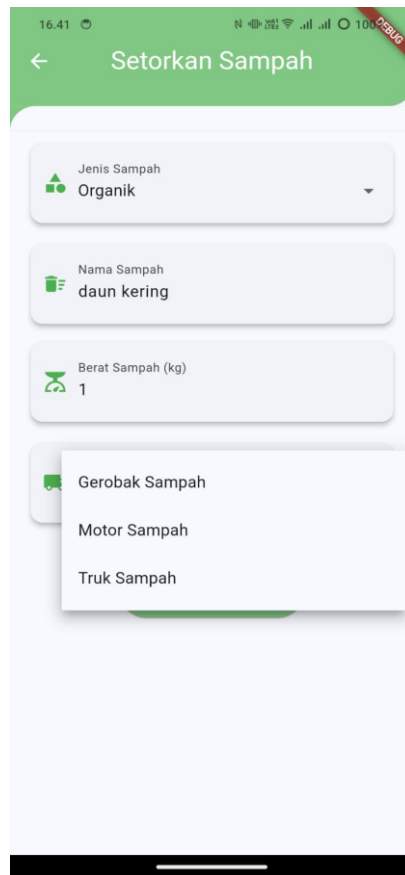 16.41
100
DEBUG
Setorkan Sampah
Jenis Sampah
Organik
Nama Sampah
daun kering
Berat Sampah (kg)
1
Gerobak Sampah
Motor Sampah
Truk Sampah